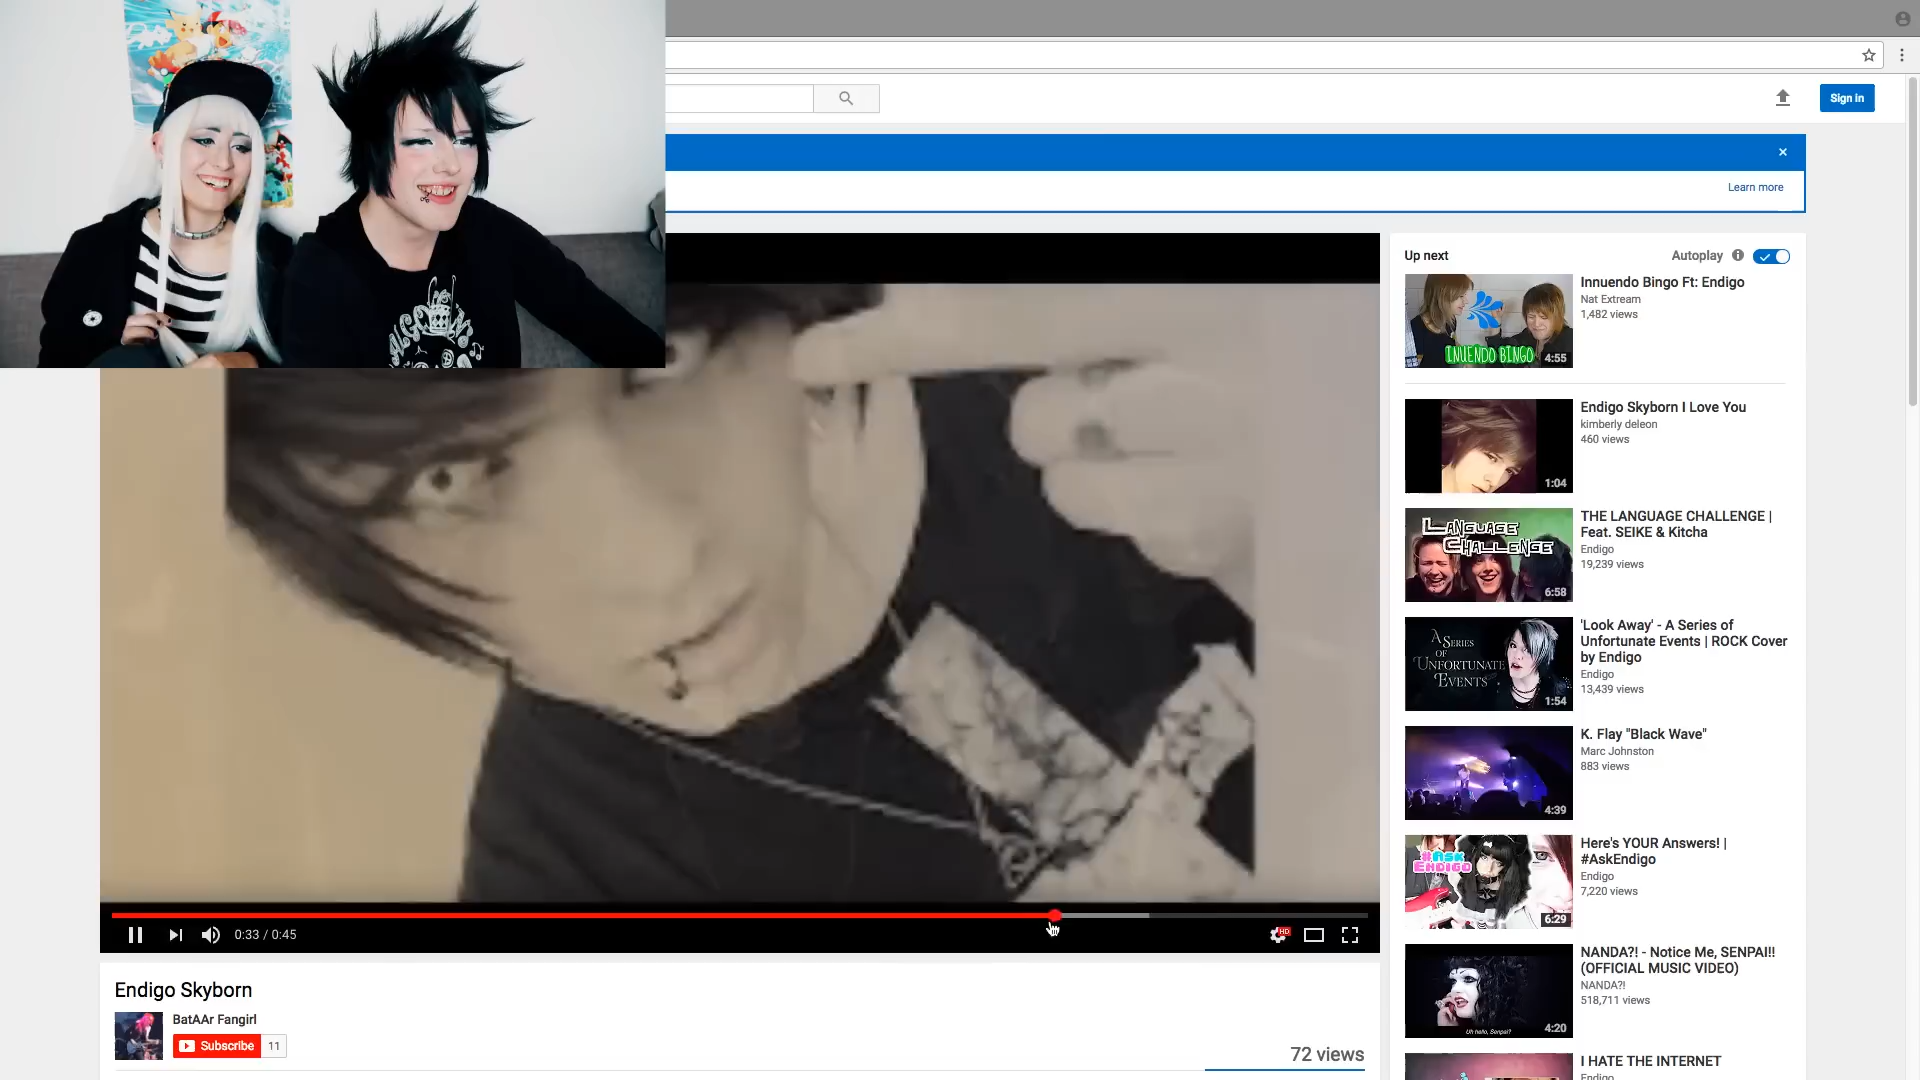 Sign in
Learn more
Up next
Autoplay
Innuendo Bingo Ft: Endigo
Nat Extream
1,482 views
INUENDO BINGO
4:55
Endigo Skyborn I Love You
kimberly deleon
460 views
1:04
THE LANGUAGE CHALLENGE |
Feat. SEIKE & Kitcha
Endigo
19,239 views
LANGUAGE
CHALLENGE
6:58
'Look Away' - A Series of
Unfortunate Events | ROCK Cover
by Endigo
Endigo
13,439 views
A
SERIES
OF
UNFORTUNATE
EVENTS
1:54
K. Flay "Black Wave"
Marc Johnston
883 views
4:39
Here's YOUR Answers! |
#AskEndigo
Endigo
7,220 views
#ASK
ENDIGO
6:29
NANDA?! - Notice Me, SENPAI!!
(OFFICIAL MUSIC VIDEO)
NANDA?!
518,711 views
Uh hello, Senpai?
4:20
I HATE THE INTERNET
Endigo
0:33 / 0:45
HD
Endigo Skyborn
BatAAr Fangirl
Subscribe 11
72 views